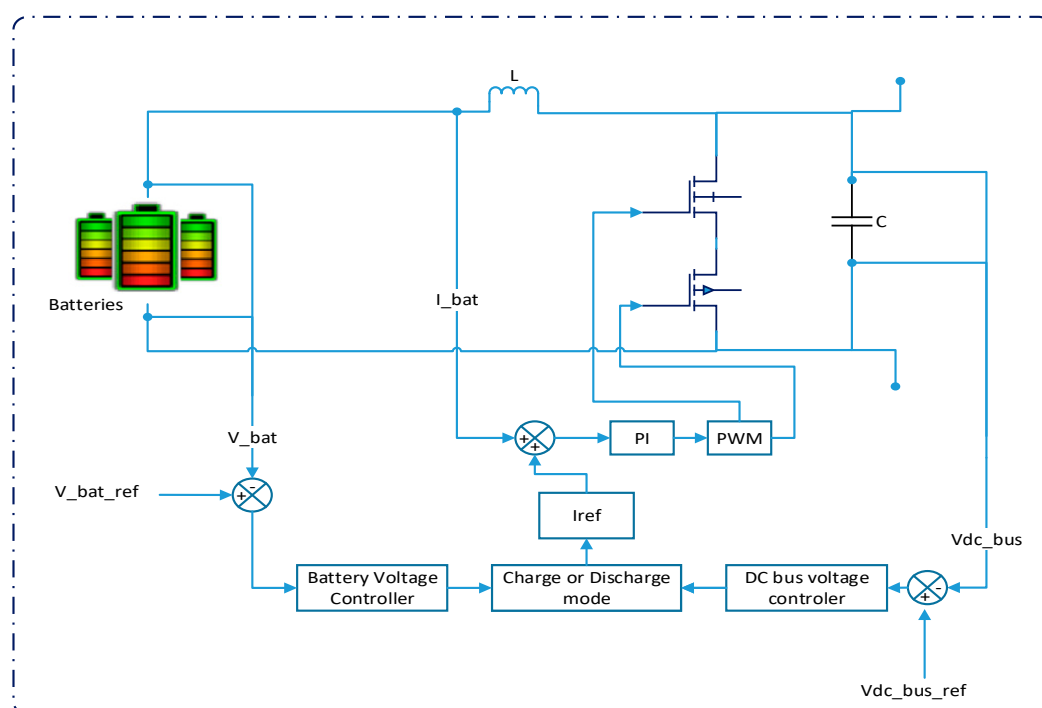 L
C
Batteries
I_bat
V_bat
+
+
PI
PWM
V_bat_ref
+
-
Iref
Vdc_bus
Battery Voltage
Controller
Charge or Discharge
mode
DC bus voltage
controler
+
-
Vdc_bus_ref